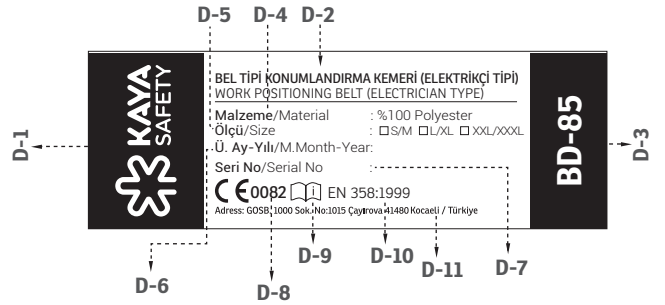 D-5 D-4 D-2
D-1
KAYA
SAFETY
BEL TİPİ KONUMLANDIRMA KEMERİ (ELEKTRİKÇİ TİPİ)
WORK POSITIONING BELT (ELECTRICIAN TYPE)
Malzeme/Material : %100 Polyester
Ölçü/Size : S/M L/XL XXL/XXXL
Ü. Ay-Yılı/M.Month-Year:
Seri No/Serial No :
CE0082 i EN 358:1999
Adress: GOSB 1000 Sok. No:1015 Çayırova 41480 Kocaeli / Türkiye
BD-85
D-3
D-6 D-8 D-9 D-10 D-11 D-7